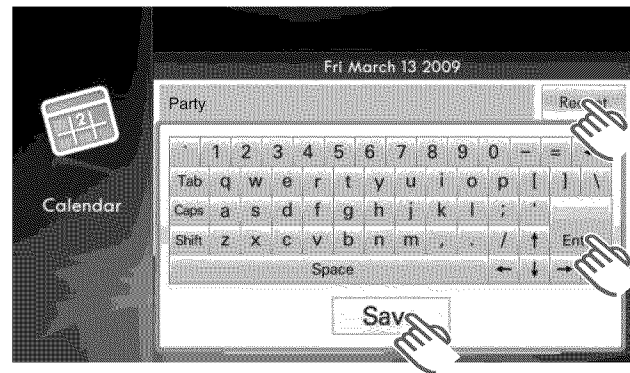 Fri March 13 2009
Party
` 1 2 3 4 5 6 7 8 9 0 - =
Tab q w e r t y u i o p [ ] \
Calendar
Caps a s d f g h j k l ; '
Shift z x c v b n m , . / ↑
Space ← ↓ →